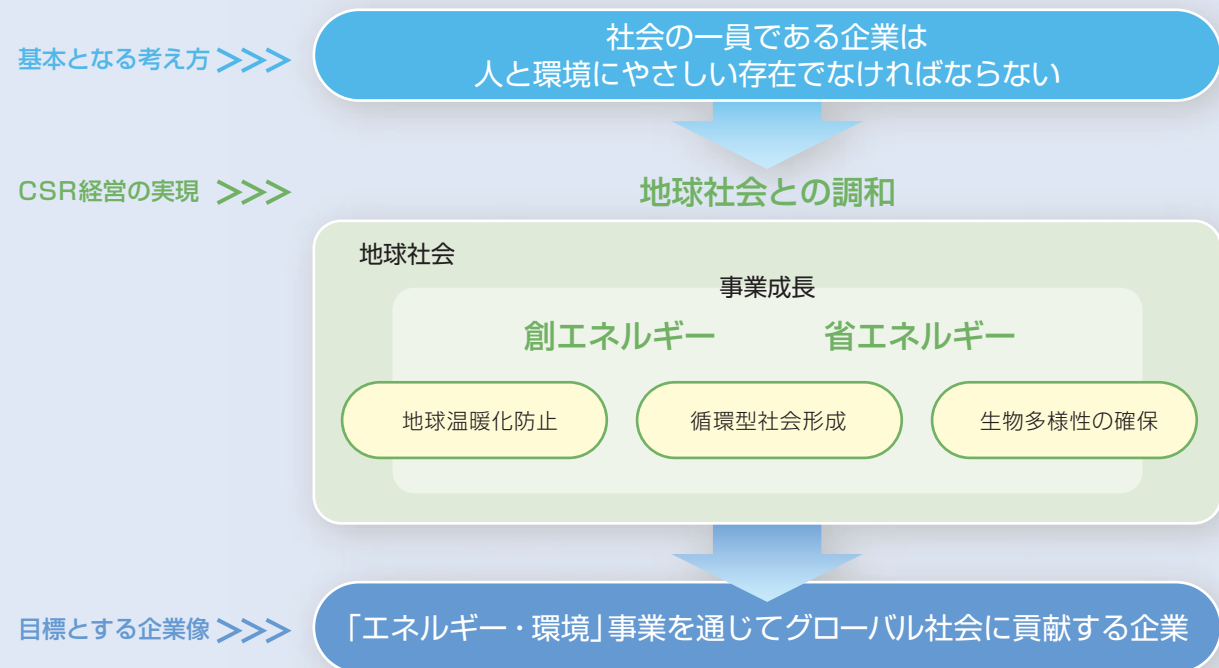 基本となる考え方 >>>
社会の一員である企業は
人と環境にやさしい存在でなければならない
CSR経営の実現 >>>
地球社会との調和
地球社会
事業成長
創エネルギー 省エネルギー
地球温暖化防止 循環型社会形成 生物多様性の確保
目標とする企業像 >>>
「エネルギー・環境」事業を通じてグローバル社会に貢献する企業